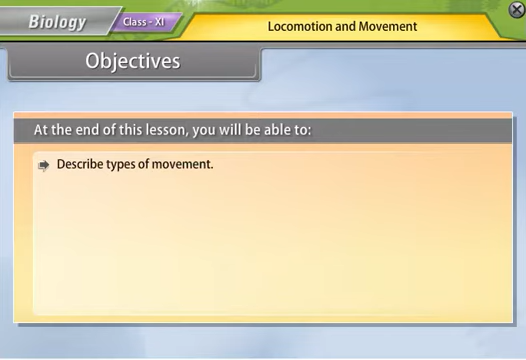 Biology Class - XI Locomotion and Movement
Objectives
At the end of this lesson, you will be able to:
Describe types of movement.